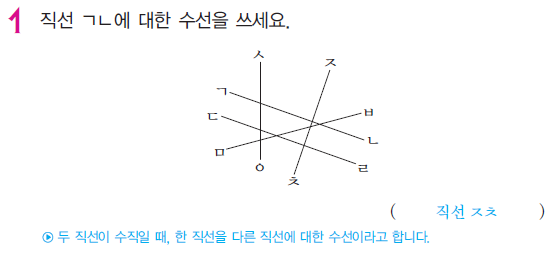 1 직선 ㄱㄴ에 대한 수선을 쓰세요.
ㅅ ㅈ
ㄱ
ㄷ ㅂ
ㄴ
ㅁ
ㅇ ㄹ
ㅊ
( 직선 ㅈㅊ )
▶ 두 직선이 수직일 때, 한 직선을 다른 직선에 대한 수선이라고 합니다.